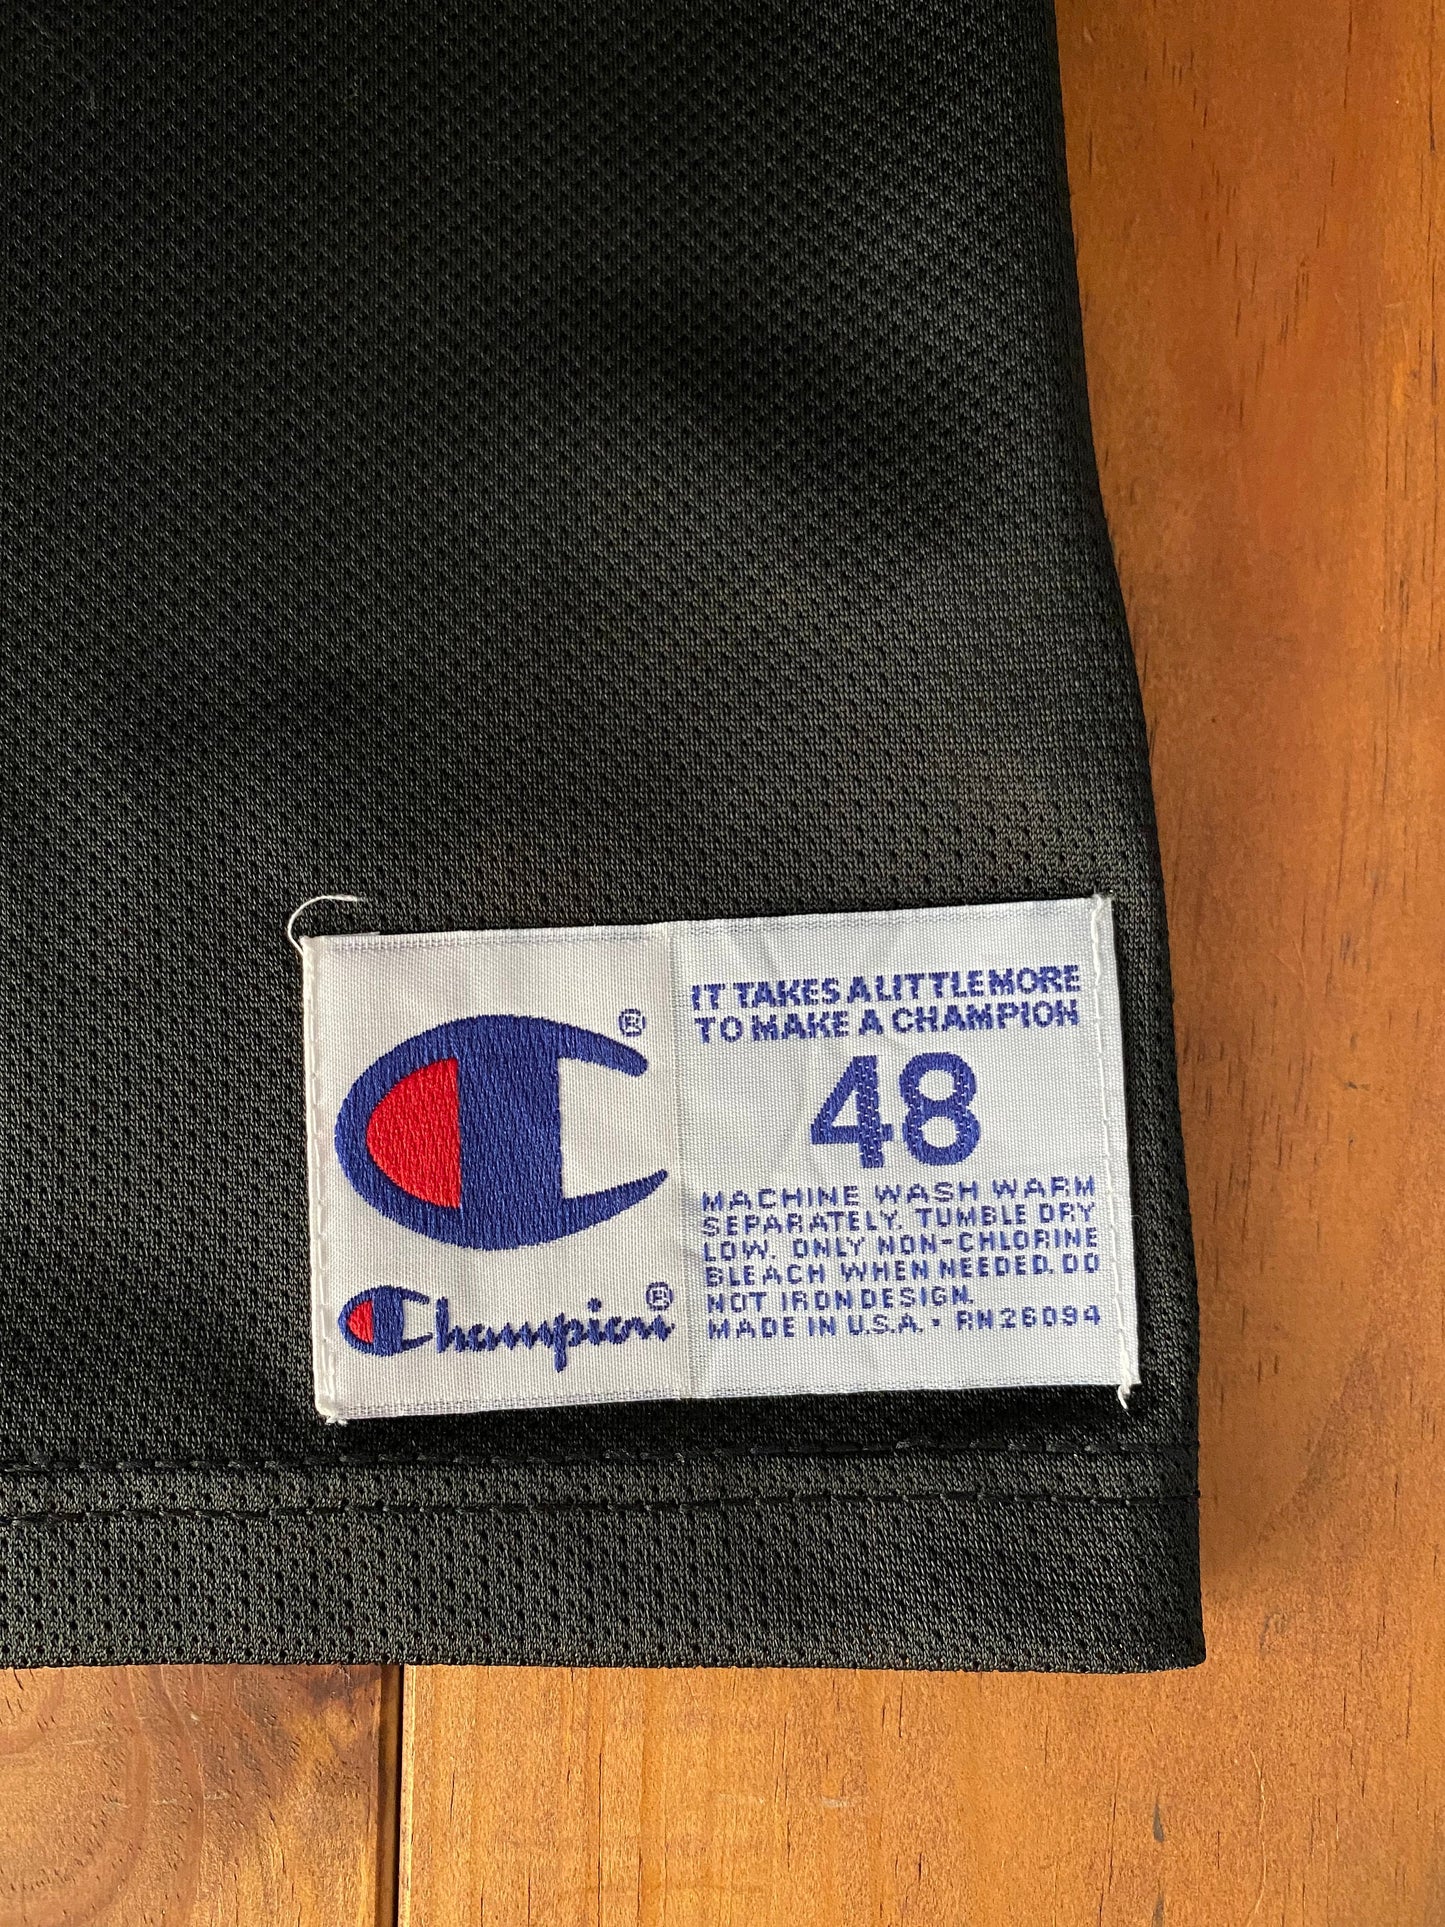 ®
Champion®
IT TAKES A LITTLE MORE
TO MAKE A CHAMPION
48
MACHINE WASH WARM
SEPARATELY. TUMBLE DRY
LOW. ONLY NON-CHLORINE
BLEACH WHEN NEEDED. DO
NOT IRON DESIGN.
MADE IN U.S.A. • RN26094